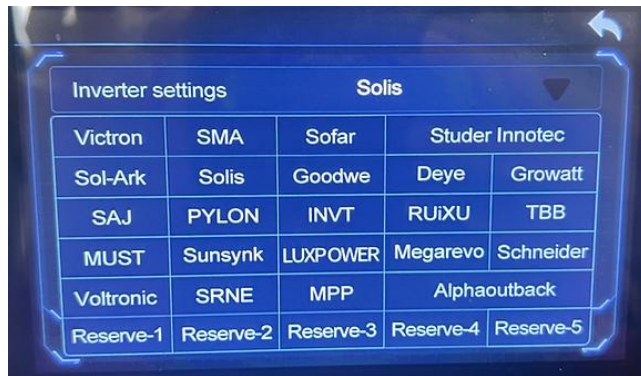 Inverter settings Solis
Victron SMA Sofar Studer Innotec
Sol-Ark Solis Goodwe Deye Growatt
SAJ PYLON INVT RUiXU TBB
MUST Sunsynk LUXPOWER Megarevo Schneider
Voltronic SRNE MPP Alphaoutback
Reserve-1 Reserve-2 Reserve-3 Reserve-4 Reserve-5